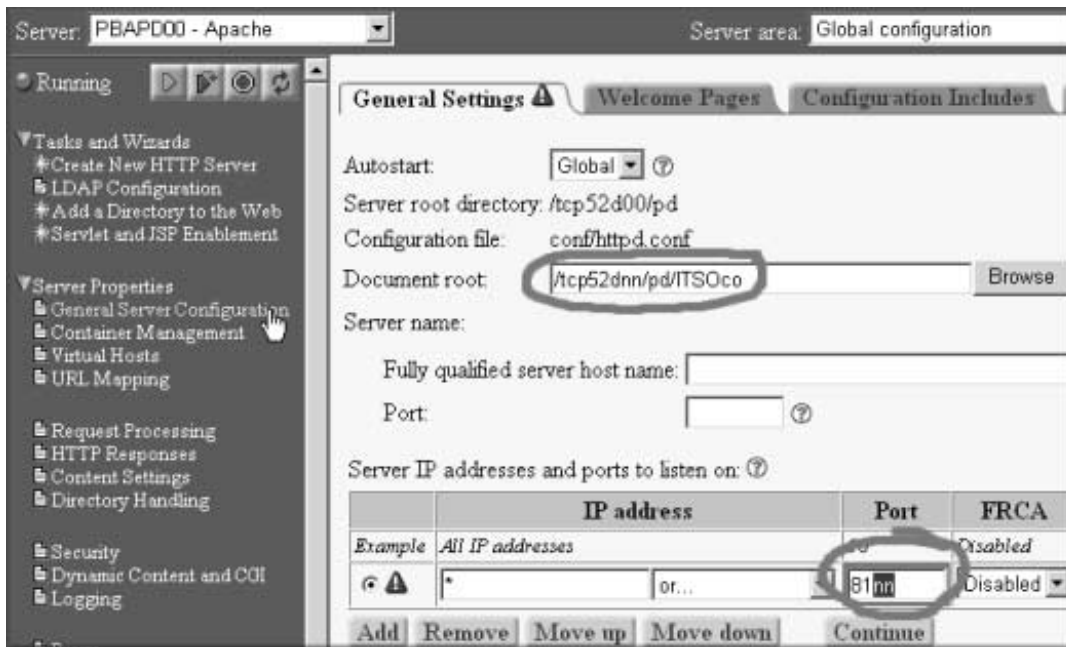 Server: PBAPD00 - Apache
Server area: Global configuration
Running
Tasks and Wizards
Create New HTTP Server
LDAP Configuration
Add a Directory to the Web
Servlet and JSP Enablement
Server Properties
General Server Configuration
Container Management
Virtual Hosts
URL Mapping
Request Processing
HTTP Responses
Content Settings
Directory Handling
Security
Dynamic Content and CGI
Logging
General Settings Welcome Pages Configuration Includes
Autostart: Global
Server root directory: /tcp52d00/pd
Configuration file: conf/httpd.conf
Document root: /tcp52dnn/pd/ITSOco Browse
Server name:
Fully qualified server host name:
Port:
Server IP addresses and ports to listen on:
IP address Port FRCA
Example All IP addresses Disabled
* or... 81nn Disabled
Add Remove Move up Move down Continue